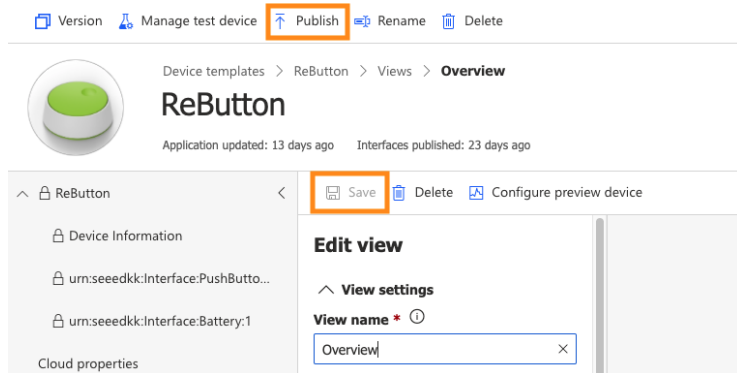 Version Manage test device Publish Rename Delete
Device templates > ReButton > Views > Overview
ReButton
Application updated: 13 days ago Interfaces published: 23 days ago
ReButton
Save Delete Configure preview device
Device Information
Edit view
urn:seeedkk:Interface:PushButto...
View settings
urn:seeedkk:Interface:Battery:1
View name *
Overview
Cloud properties